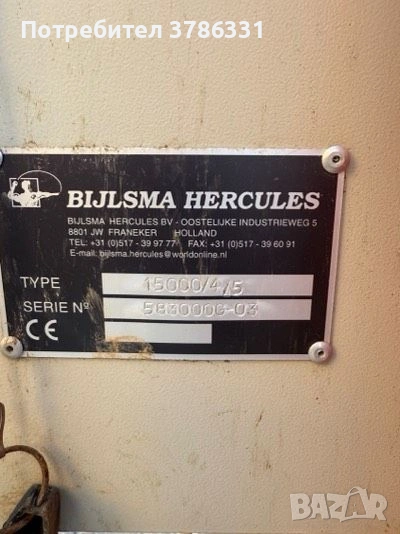 Потребител 3786331
BIJLSMA HERCULES
BIJLSMA HERCULES BV - OOSTELIJKE INDUSTRIEWEG 5
8801 JW FRANEKER HOLLAND
TEL: +31 (0)517 - 39 97 77 FAX: +31 (0)517 - 39 60 91
E-mail: bijlsma.hercules@worldonline.nl
TYPE 15000/4/5
SERIE Nº 5830000-03
CE
BAZAR